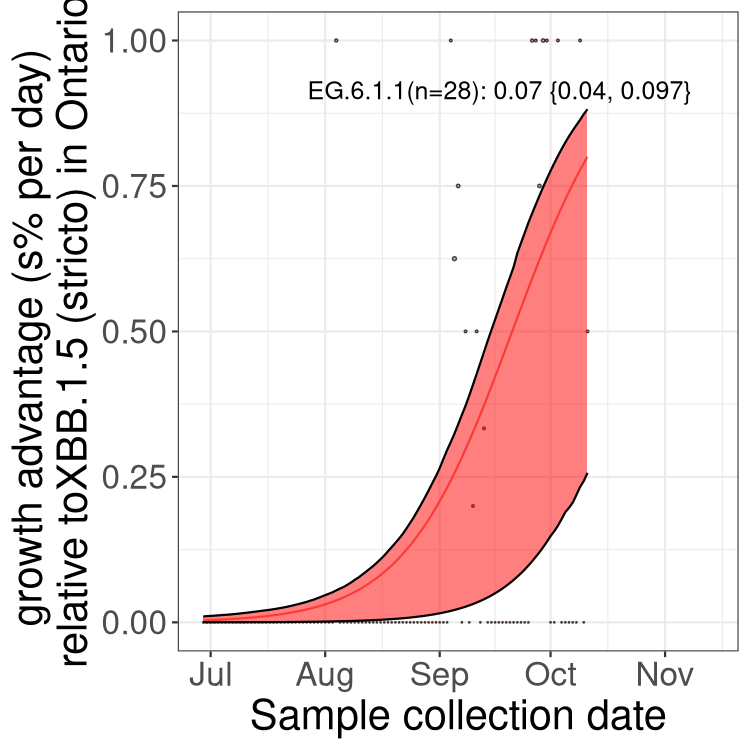 growth advantage (s% per day)
relative toXBB.1.5 (stricto) in Ontario
1.00
0.75
0.50
0.25
0.00
EG.6.1.1(n=28): 0.07 {0.04, 0.097}
Jul
Aug
Sep
Oct
Nov
Sample collection date